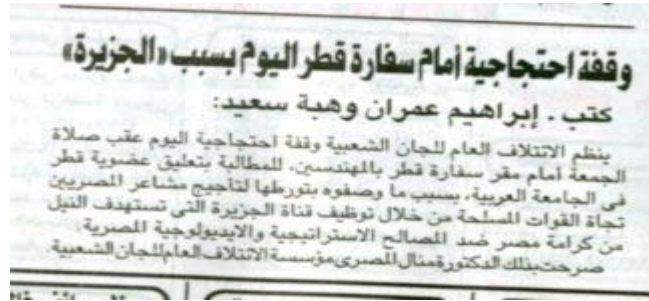 وقفة احتجاجية أمام سفارة قطر اليوم بسبب «الجزيرة»
كتب . إبراهيم عمران وهبة سعيد:
ينظم الائتلاف العام للجان الشعبية وقفة احتجاجية اليوم عقب صلاة
الجمعة أمام مقر سفارة قطر بالمهندسين، للمطالبة بتعليق عضوية قطر
فى الجامعة العربية، بسبب ما وصفوه بتورطها لتأجيج مشاعر المصريين
تجاة القوات المسلحة من خلال توظيف قناة الجزيرة التى تستهدف النيل
من كرامة مصر ضد المصالح الاستراتيجية والايديولوجية المصرية.
صرحت بذلك الدكتورة منال المصرى مؤسسة الائتلاف العام للجان الشعبية.